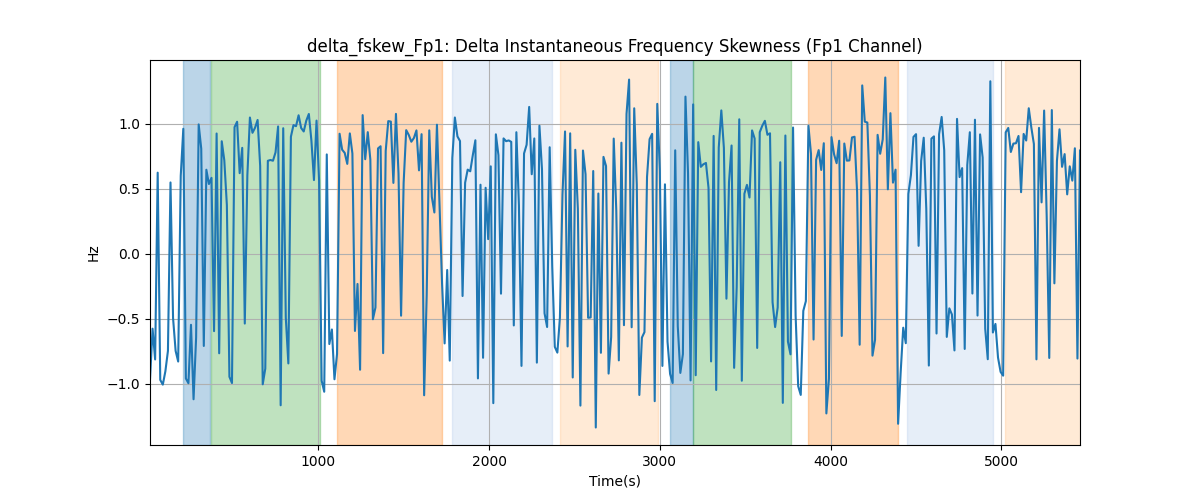 delta_fskew_Fp1: Delta Instantaneous Frequency Skewness (Fp1 Channel)
Hz
1.0
0.5
0.0
−0.5
−1.0
1000 2000 3000 4000 5000
Time(s)